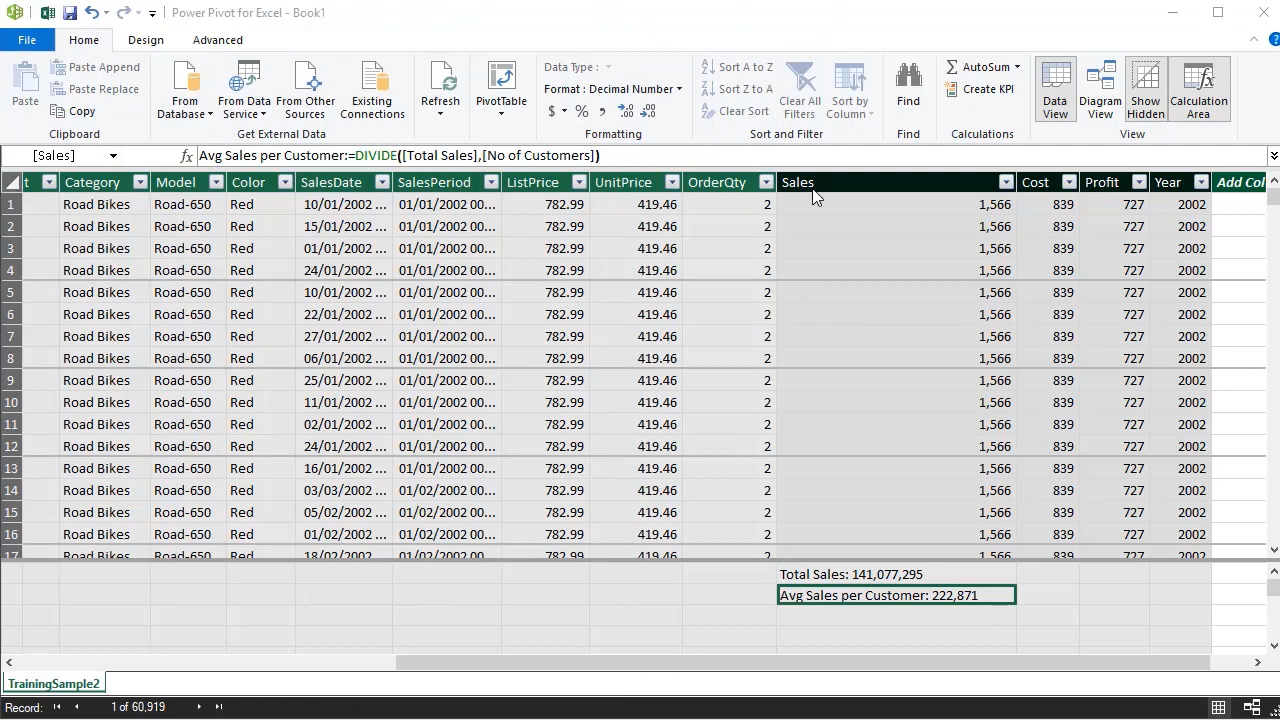 Power Pivot for Excel - Book1
File Home Design Advanced
Paste
Paste Append
Paste Replace
Copy
Clipboard
From Database
From Data Service
From Other Sources
Existing Connections
Get External Data
Refresh
PivotTable
Data Type :
Format : Decimal Number
$ % ,
Formatting
Sort A to Z
Sort Z to A
Clear Sort
Clear All Filters
Sort by Column
Sort and Filter
Find
Find
AutoSum
Create KPI
Calculations
Data View
Diagram View
Show Hidden
Calculation Area
View
[Sales] fx Avg Sales per Customer:=DIVIDE([Total Sales],[No of Customers])
t Category Model Color SalesDate SalesPeriod ListPrice UnitPrice OrderQty Sales Cost Profit Year Add Col
1 Road Bikes Road-650 Red 10/01/2002 ... 01/01/2002 00... 782.99 419.46 2 1,566 839 727 2002
2 Road Bikes Road-650 Red 15/01/2002 ... 01/01/2002 00... 782.99 419.46 2 1,566 839 727 2002
3 Road Bikes Road-650 Red 01/01/2002 ... 01/01/2002 00... 782.99 419.46 2 1,566 839 727 2002
4 Road Bikes Road-650 Red 24/01/2002 ... 01/01/2002 00... 782.99 419.46 2 1,566 839 727 2002
5 Road Bikes Road-650 Red 10/01/2002 ... 01/01/2002 00... 782.99 419.46 2 1,566 839 727 2002
6 Road Bikes Road-650 Red 22/01/2002 ... 01/01/2002 00... 782.99 419.46 2 1,566 839 727 2002
7 Road Bikes Road-650 Red 27/01/2002 ... 01/01/2002 00... 782.99 419.46 2 1,566 839 727 2002
8 Road Bikes Road-650 Red 06/01/2002 ... 01/01/2002 00... 782.99 419.46 2 1,566 839 727 2002
9 Road Bikes Road-650 Red 25/01/2002 ... 01/01/2002 00... 782.99 419.46 2 1,566 839 727 2002
10 Road Bikes Road-650 Red 11/01/2002 ... 01/01/2002 00... 782.99 419.46 2 1,566 839 727 2002
11 Road Bikes Road-650 Red 02/01/2002 ... 01/01/2002 00... 782.99 419.46 2 1,566 839 727 2002
12 Road Bikes Road-650 Red 24/01/2002 ... 01/01/2002 00... 782.99 419.46 2 1,566 839 727 2002
13 Road Bikes Road-650 Red 16/01/2002 ... 01/01/2002 00... 782.99 419.46 2 1,566 839 727 2002
14 Road Bikes Road-650 Red 03/03/2002 ... 01/02/2002 00... 782.99 419.46 2 1,566 839 727 2002
15 Road Bikes Road-650 Red 05/02/2002 ... 01/02/2002 00... 782.99 419.46 2 1,566 839 727 2002
16 Road Bikes Road-650 Red 01/02/2002 ... 01/02/2002 00... 782.99 419.46 2 1,566 839 727 2002
17 Road Bikes Road-650 Red 18/02/2002 01/02/2002 00... 782.99 419.46 2 1,566 839 727 2002
Total Sales: 141,077,295
Avg Sales per Customer: 222,871
TrainingSample2
Record: 1 of 60,919